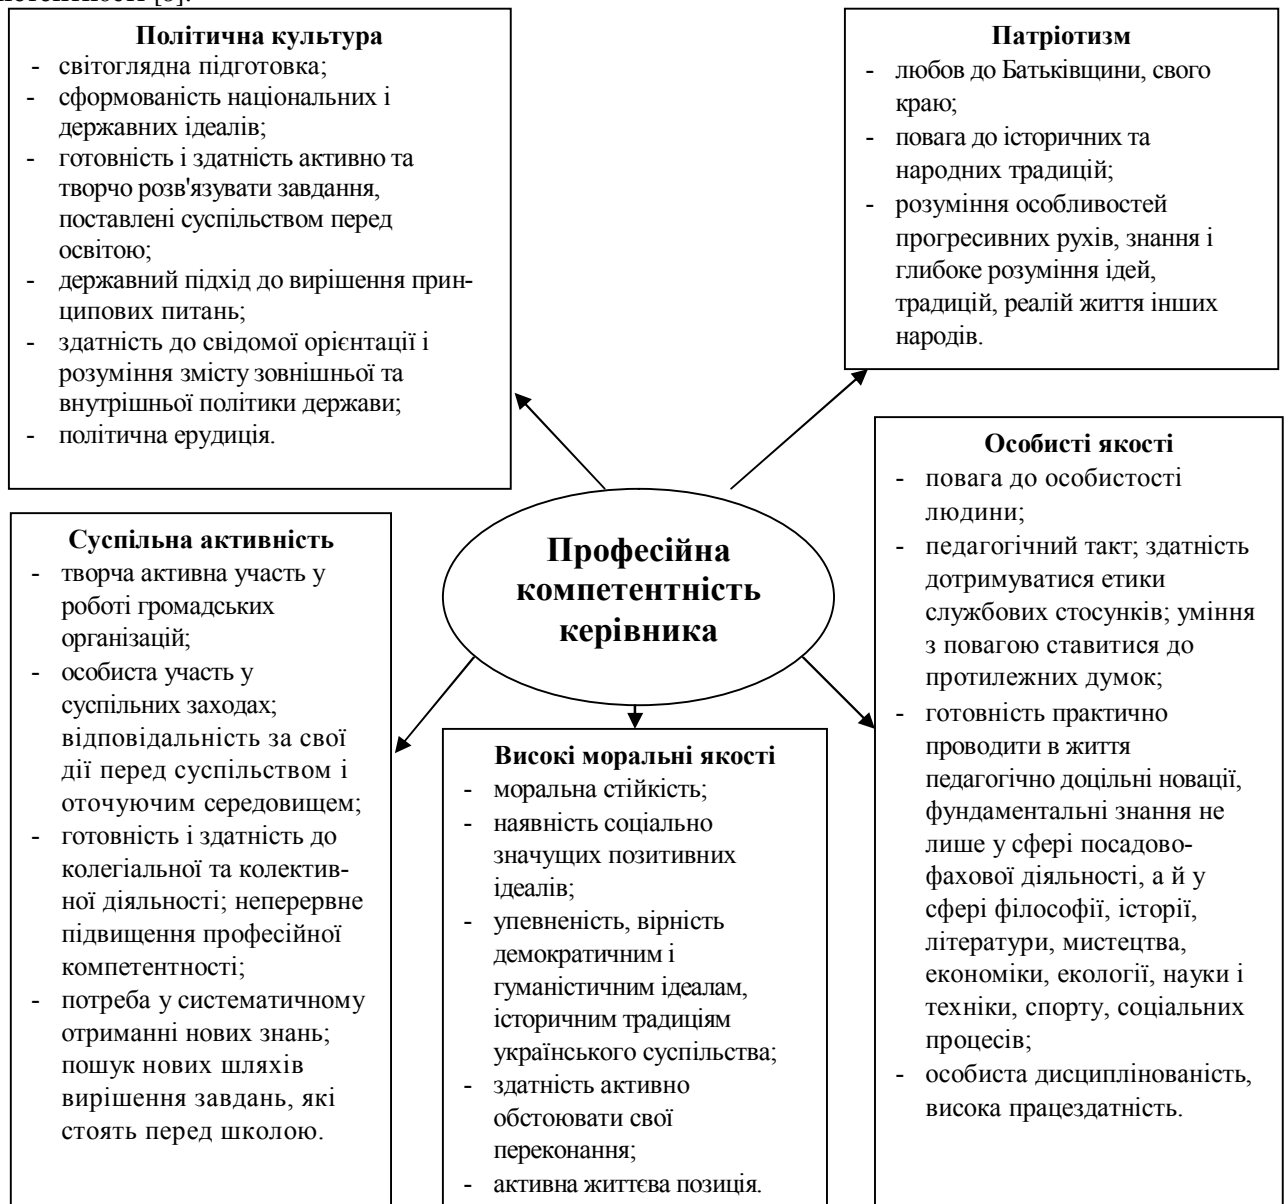 Політична культура
- світоглядна підготовка;
- сформованість національних і
державних ідеалів;
- готовність і здатність активно та
творчо розв'язувати завдання,
поставлені суспільством перед
освітою;
- державний підхід до вирішення прин-
ципових питань;
- здатність до свідомої орієнтації і
розуміння змісту зовнішньої та
внутрішньої політики держави;
- політична ерудиція.
Патріотизм
- любов до Батьківщини, свого
краю;
- повага до історичних та
народних традицій;
- розуміння особливостей
прогресивних рухів, знання і
глибоке розуміння ідей,
традицій, реалій життя інших
народів.
Професійна
компетентність
керівника
Суспільна активність
- творча активна участь у
роботі громадських
організацій;
- особиста участь у
суспільних заходах;
відповідальність за свої
дії перед суспільством і
оточуючим середовищем;
- готовність і здатність до
колегіальної та колектив-
ної діяльності; неперервне
підвищення професійної
компетентності;
- потреба у систематичному
отриманні нових знань;
пошук нових шляхів
вирішення завдань, які
стоять перед школою.
Високі моральні якості
- моральна стійкість;
- наявність соціально
значущих позитивних
ідеалів;
- упевненість, вірність
демократичним і
гуманістичним ідеалам,
історичним традиціям
українського суспільства;
- здатність активно
обстоювати свої
переконання;
- активна життєва позиція.
Особисті якості
- повага до особистості
людини;
- педагогічний такт; здатність
дотримуватися етики
службових стосунків; уміння
з повагою ставитися до
протилежних думок;
- готовність практично
проводити в життя
педагогічно доцільні новації,
фундаментальні знання не
лише у сфері посадово-
фахової діяльності, а й у
сфері філософії, історії,
літератури, мистецтва,
економіки, екології, науки і
техніки, спорту, соціальних
процесів;
- особиста дисциплінованість,
висока працездатність.